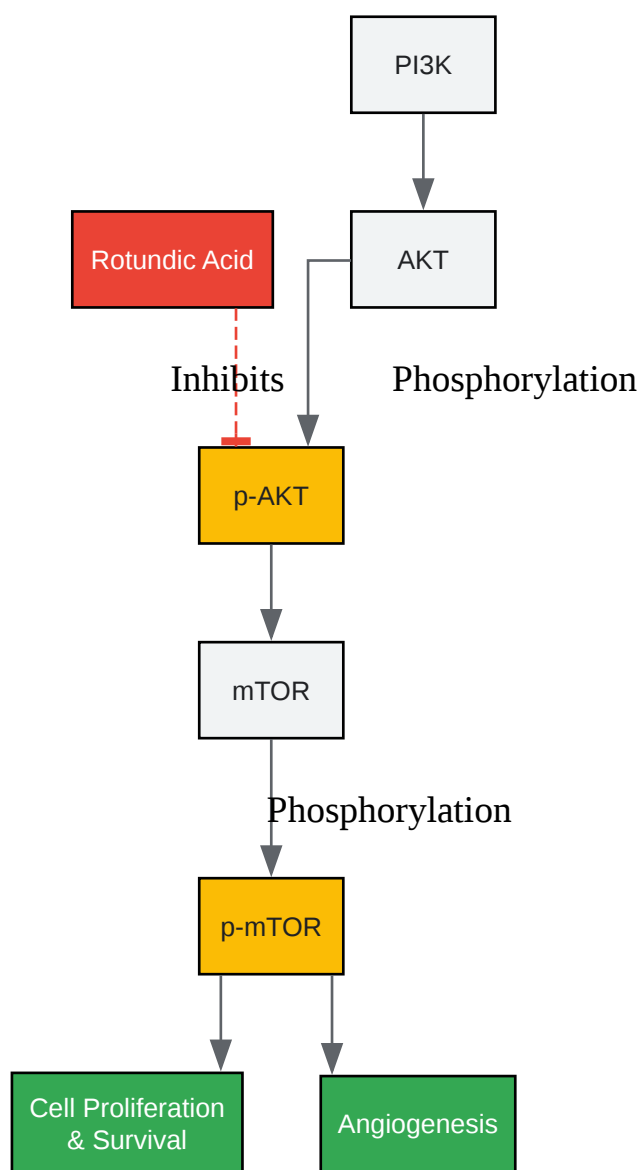 PI3K
Rotundic Acid
AKT
Inhibits
Phosphorylation
p-AKT
mTOR
Phosphorylation
p-mTOR
Cell Proliferation
& Survival
Angiogenesis